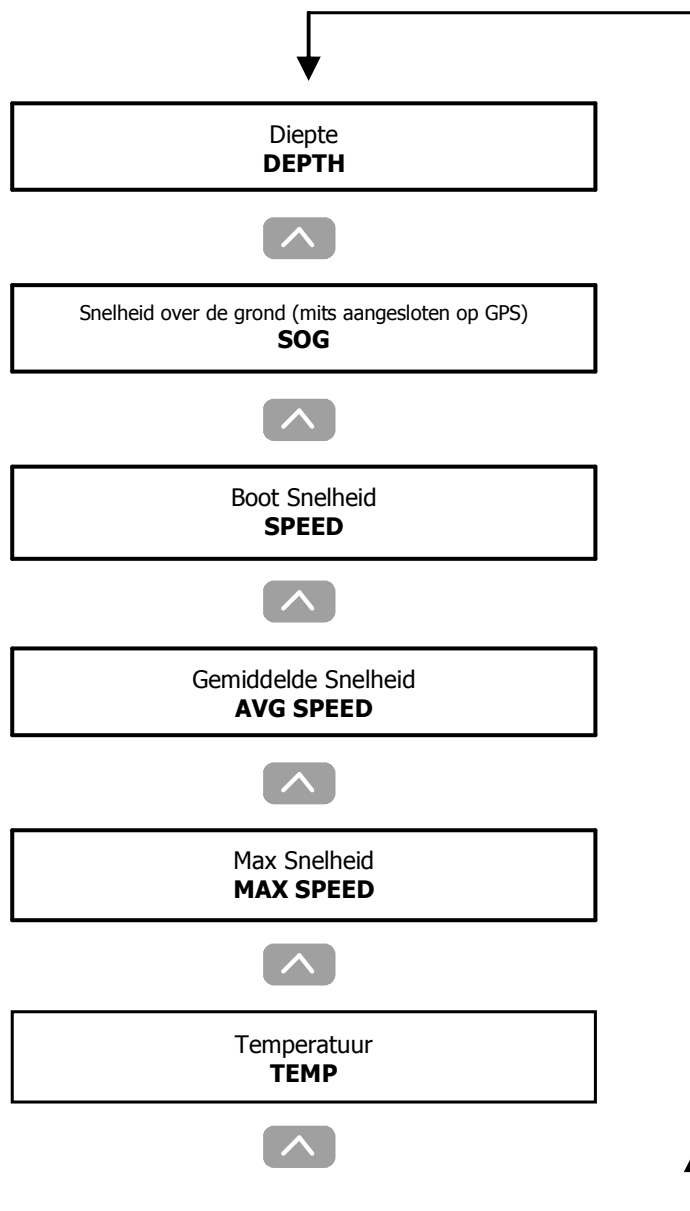 Diepte
DEPTH
Snelheid over de grond (mits aangesloten op GPS)
SOG
Boot Snelheid
SPEED
Gemiddelde Snelheid
AVG SPEED
Max Snelheid
MAX SPEED
Temperatuur
TEMP